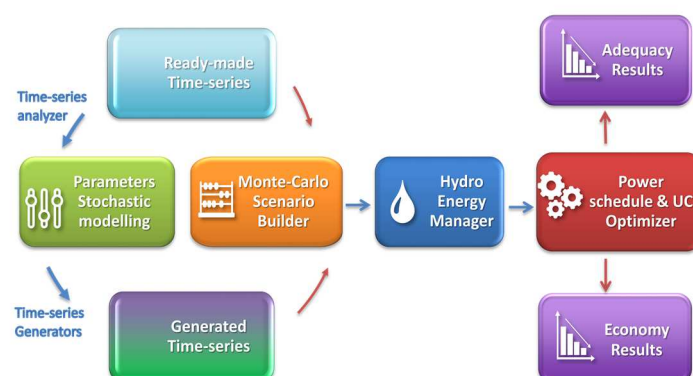 Ready-made
Time-series
Adequacy
Results
Time-series
analyzer
Parameters
Stochastic
modelling
Monte-Carlo
Scenario
Builder
Hydro
Energy
Manager
Power
schedule & UC
Optimizer
Time-series
Generators
Generated
Time-series
Economy
Results